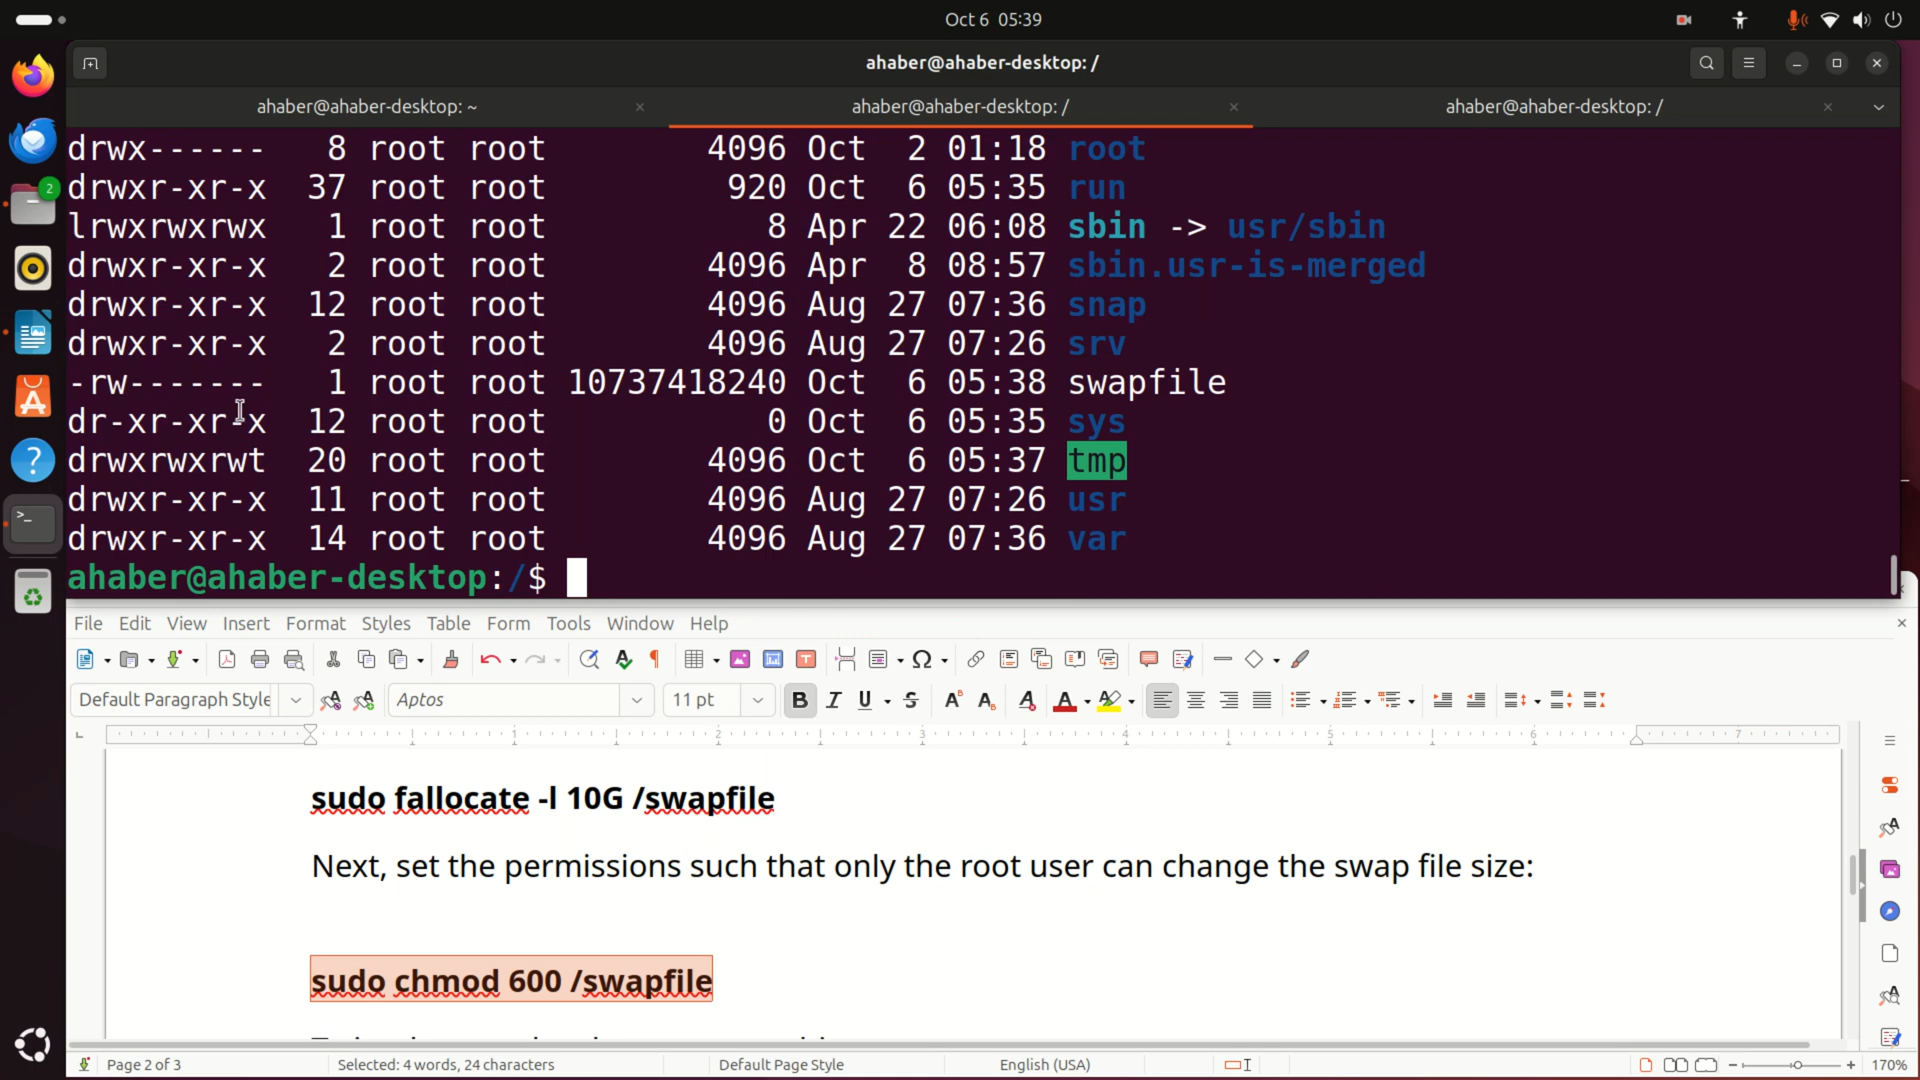 Oct 6 05:39
ahaber@ahaber-desktop: /
ahaber@ahaber-desktop: ~ ahaber@ahaber-desktop: / ahaber@ahaber-desktop: /
2
drwx------ 8 root root 4096 Oct 2 01:18 root
drwxr-xr-x 37 root root 920 Oct 6 05:35 run
lrwxrwxrwx 1 root root 8 Apr 22 06:08 sbin -> usr/sbin
drwxr-xr-x 2 root root 4096 Apr 8 08:57 sbin.usr-is-merged
drwxr-xr-x 12 root root 4096 Aug 27 07:36 snap
drwxr-xr-x 2 root root 4096 Aug 27 07:26 srv
-rw------- 1 root root 10737418240 Oct 6 05:38 swapfile
dr-xr-xr-x 12 root root 0 Oct 6 05:35 sys
drwxrwxrwt 20 root root 4096 Oct 6 05:37 tmp
drwxr-xr-x 11 root root 4096 Aug 27 07:26 usr
drwxr-xr-x 14 root root 4096 Aug 27 07:36 var
ahaber@ahaber-desktop:/$
File Edit View Insert Format Styles Table Form Tools Window Help
Default Paragraph Style Aptos 11 pt
1 2 3 4 5 6 7
sudo fallocate -l 10G /swapfile
Next, set the permissions such that only the root user can change the swap file size:
sudo chmod 600 /swapfile
Page 2 of 3 Selected: 4 words, 24 characters Default Page Style English (USA) 170%